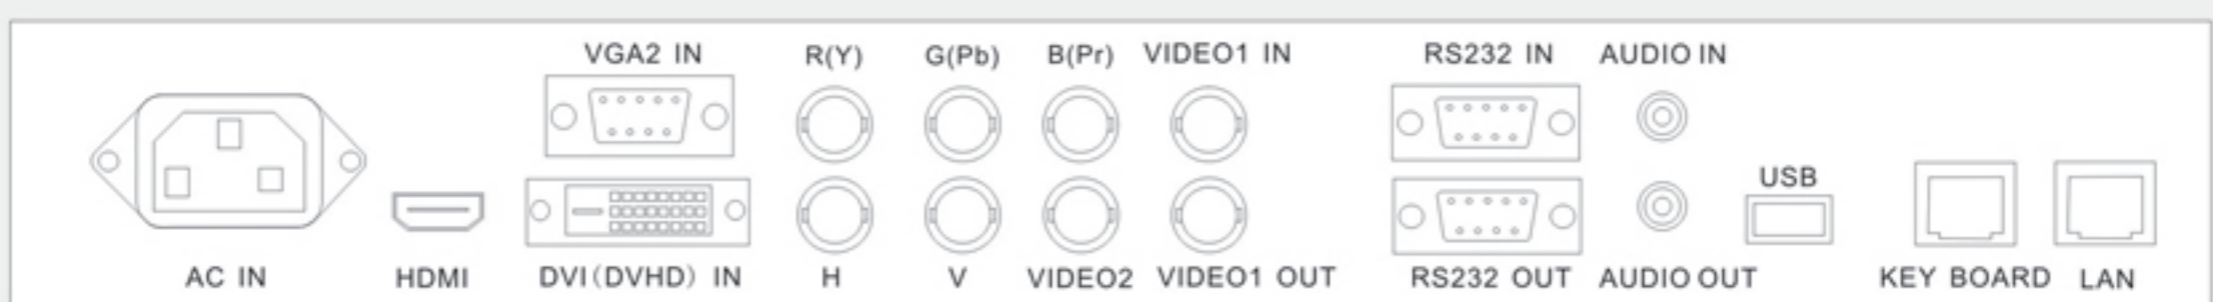 VGA2 IN R(Y) G(Pb) B(Pr) VIDEO1 IN RS232 IN AUDIO IN
USB
AC IN HDMI DVI(DVHD) IN H V VIDEO2 VIDEO1 OUT RS232 OUT AUDIO OUT KEY BOARD LAN